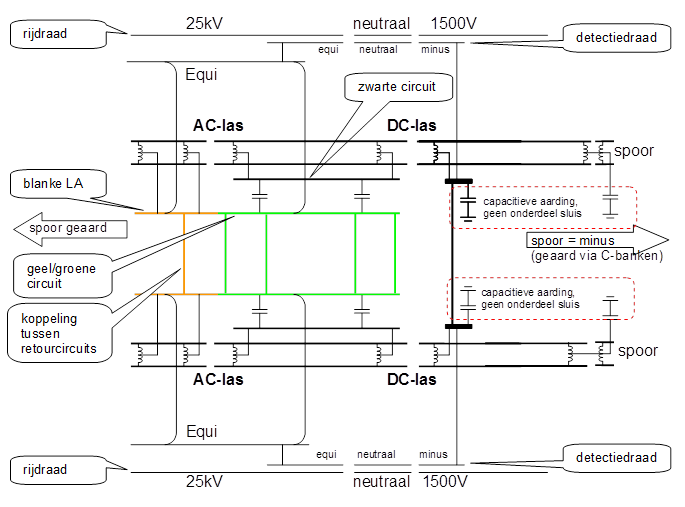 25kV neutraal 1500V
rijdraad
detectiedraad
equi neutraal minus
Equi
zwarte circuit
AC-las DC-las
spoor
blanke LA
capacitieve aarding,
geen onderdeel sluis
spoor geaard
spoor = minus
(geaard via C-banken)
geel/groene
circuit
capacitieve aarding,
geen onderdeel sluis
koppeling
tussen
retourcircuits
spoor
AC-las DC-las
Equi
equi neutraal minus
detectiedraad
rijdraad
25kV neutraal 1500V